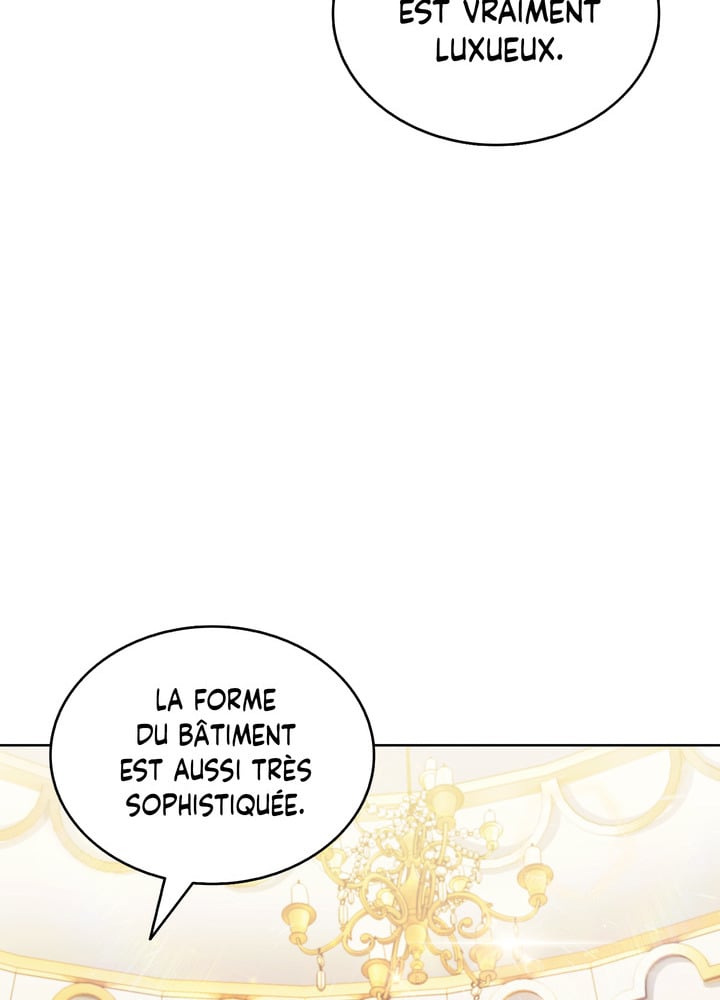 EST VRAIMENT
LUXUEUX.
LA FORME
DU BÂTIMENT
EST AUSSI TRÈS
SOPHISTIQUÉE.